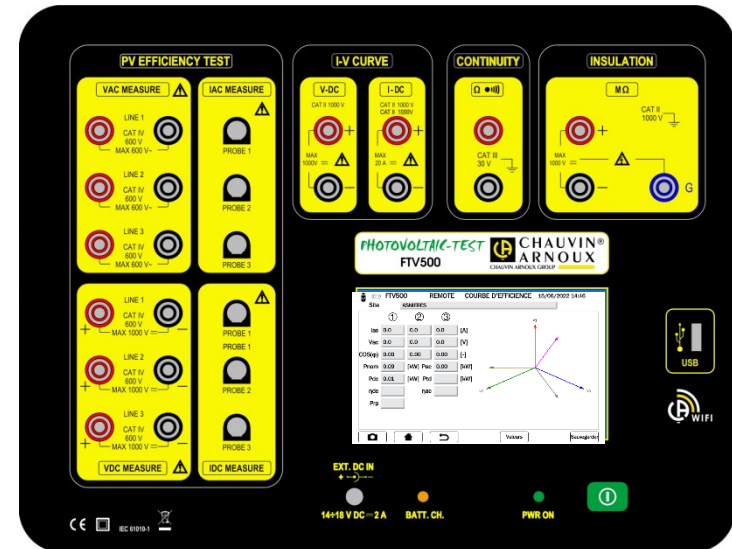 PV EFFICIENCY TEST
VAC MEASURE
IAC MEASURE
LINE 1
CAT IV
600 V
MAX 600 V~
PROBE 1
LINE 2
CAT IV
600 V
MAX 600 V~
PROBE 2
LINE 3
CAT IV
600 V
MAX 600 V~
PROBE 3
LINE 1
CAT IV
600 V
+ MAX 1000 V ⎓ −
PROBE 1
PROBE 1
LINE 2
CAT IV
600 V
+ MAX 1000 V ⎓ −
PROBE 2
LINE 3
CAT IV
600 V
+ MAX 1000 V ⎓ −
PROBE 3
VDC MEASURE
IDC MEASURE
I-V CURVE
V-DC
CAT II 1000 V
+
MAX
1000V ⎓
−
I - DC
CAT II 1000 V
CAT II 1000V
+
MAX
20 A ⎓
−
CONTINUITY
Ω
CAT III
30 V
INSULATION
MΩ
CAT II
1000 V
+
MAX
1000 V ⎓
−
G
PHOTOVOLTAIC-TEST
FTV500
CHAUVIN®
ARNOUX
CHAUVIN ARNOUX GROUP
FTV500 REMOTE COURBE D'EFFICIENCE 15/06/2022 14:46
Site ASNIERES
① ② ③
Iac 0.0 0.0 0.0 [A]
Vac 0.0 0.0 0.0 [V]
COS(φ) 0.00 0.00 0.00 [-]
Pnom 0.00 [kW] Pac 0.00 [kW]
Pdc 0.01 [kW] Ptd [kW]
ηdc ηac
Prp
Valeurs
Sauvegarder
USB
WIFI
EXT. DC IN
14÷18 V DC ⎓ 2 A
BATT. CH.
PWR ON
CE
IEC 61010-1